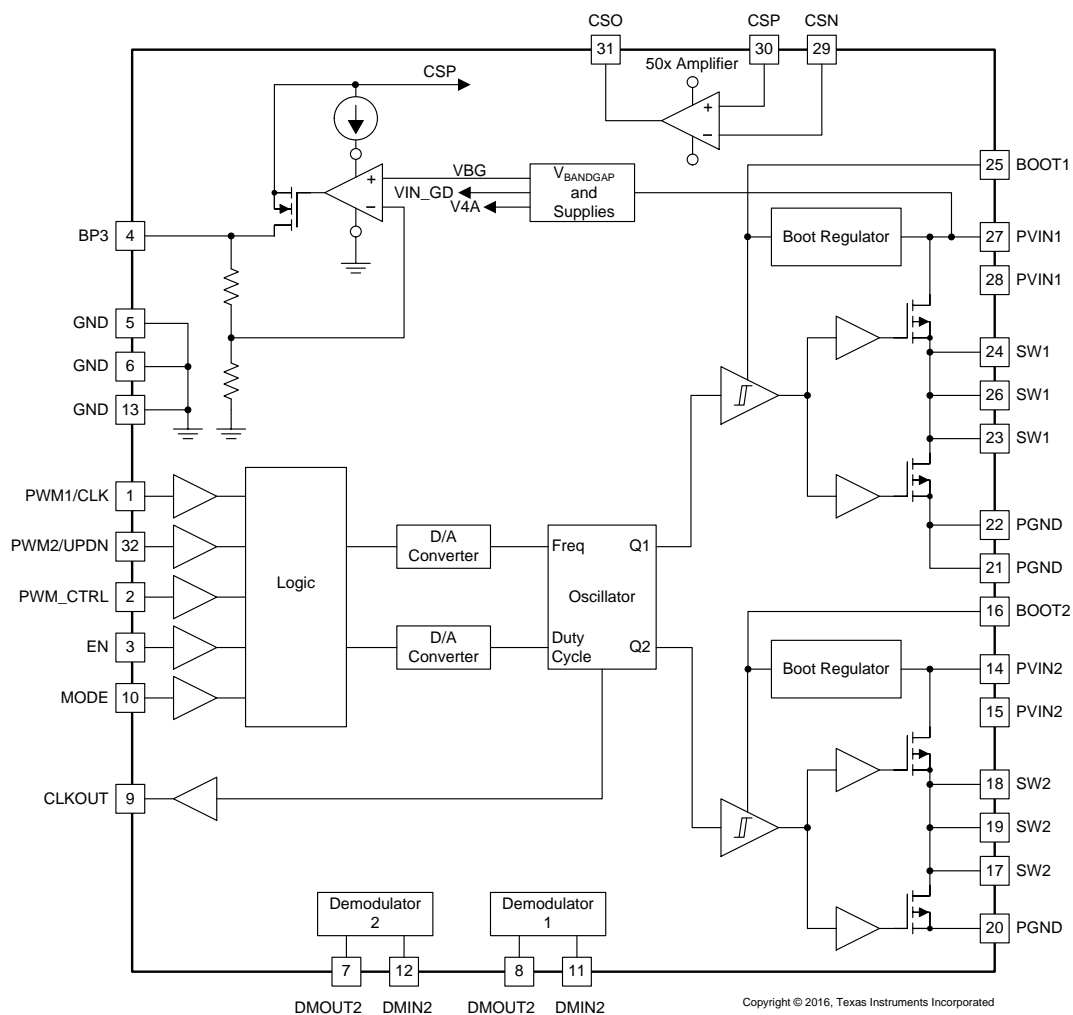 CSO CSP CSN
31 30 29
50x Amplifier
CSP
+
−
25 BOOT1
VBG
VIN_GD
V4A
VBANDGAP
and
Supplies
+
−
BP3 4
Boot Regulator
27 PVIN1
28 PVIN1
GND 5
GND 6
GND 13
24 SW1
26 SW1
23 SW1
22 PGND
21 PGND
PWM1/CLK 1
PWM2/UPDN 32
PWM_CTRL 2
EN 3
MODE 10
Logic
D/A
Converter
D/A
Converter
Freq Q1
Oscillator
Duty
Cycle
Q2
16 BOOT2
Boot Regulator
14 PVIN2
15 PVIN2
CLKOUT 9
18 SW2
19 SW2
17 SW2
20 PGND
Demodulator
2
Demodulator
1
7 12 8 11
DMOUT2 DMIN2 DMOUT2 DMIN2
Copyright © 2016, Texas Instruments Incorporated